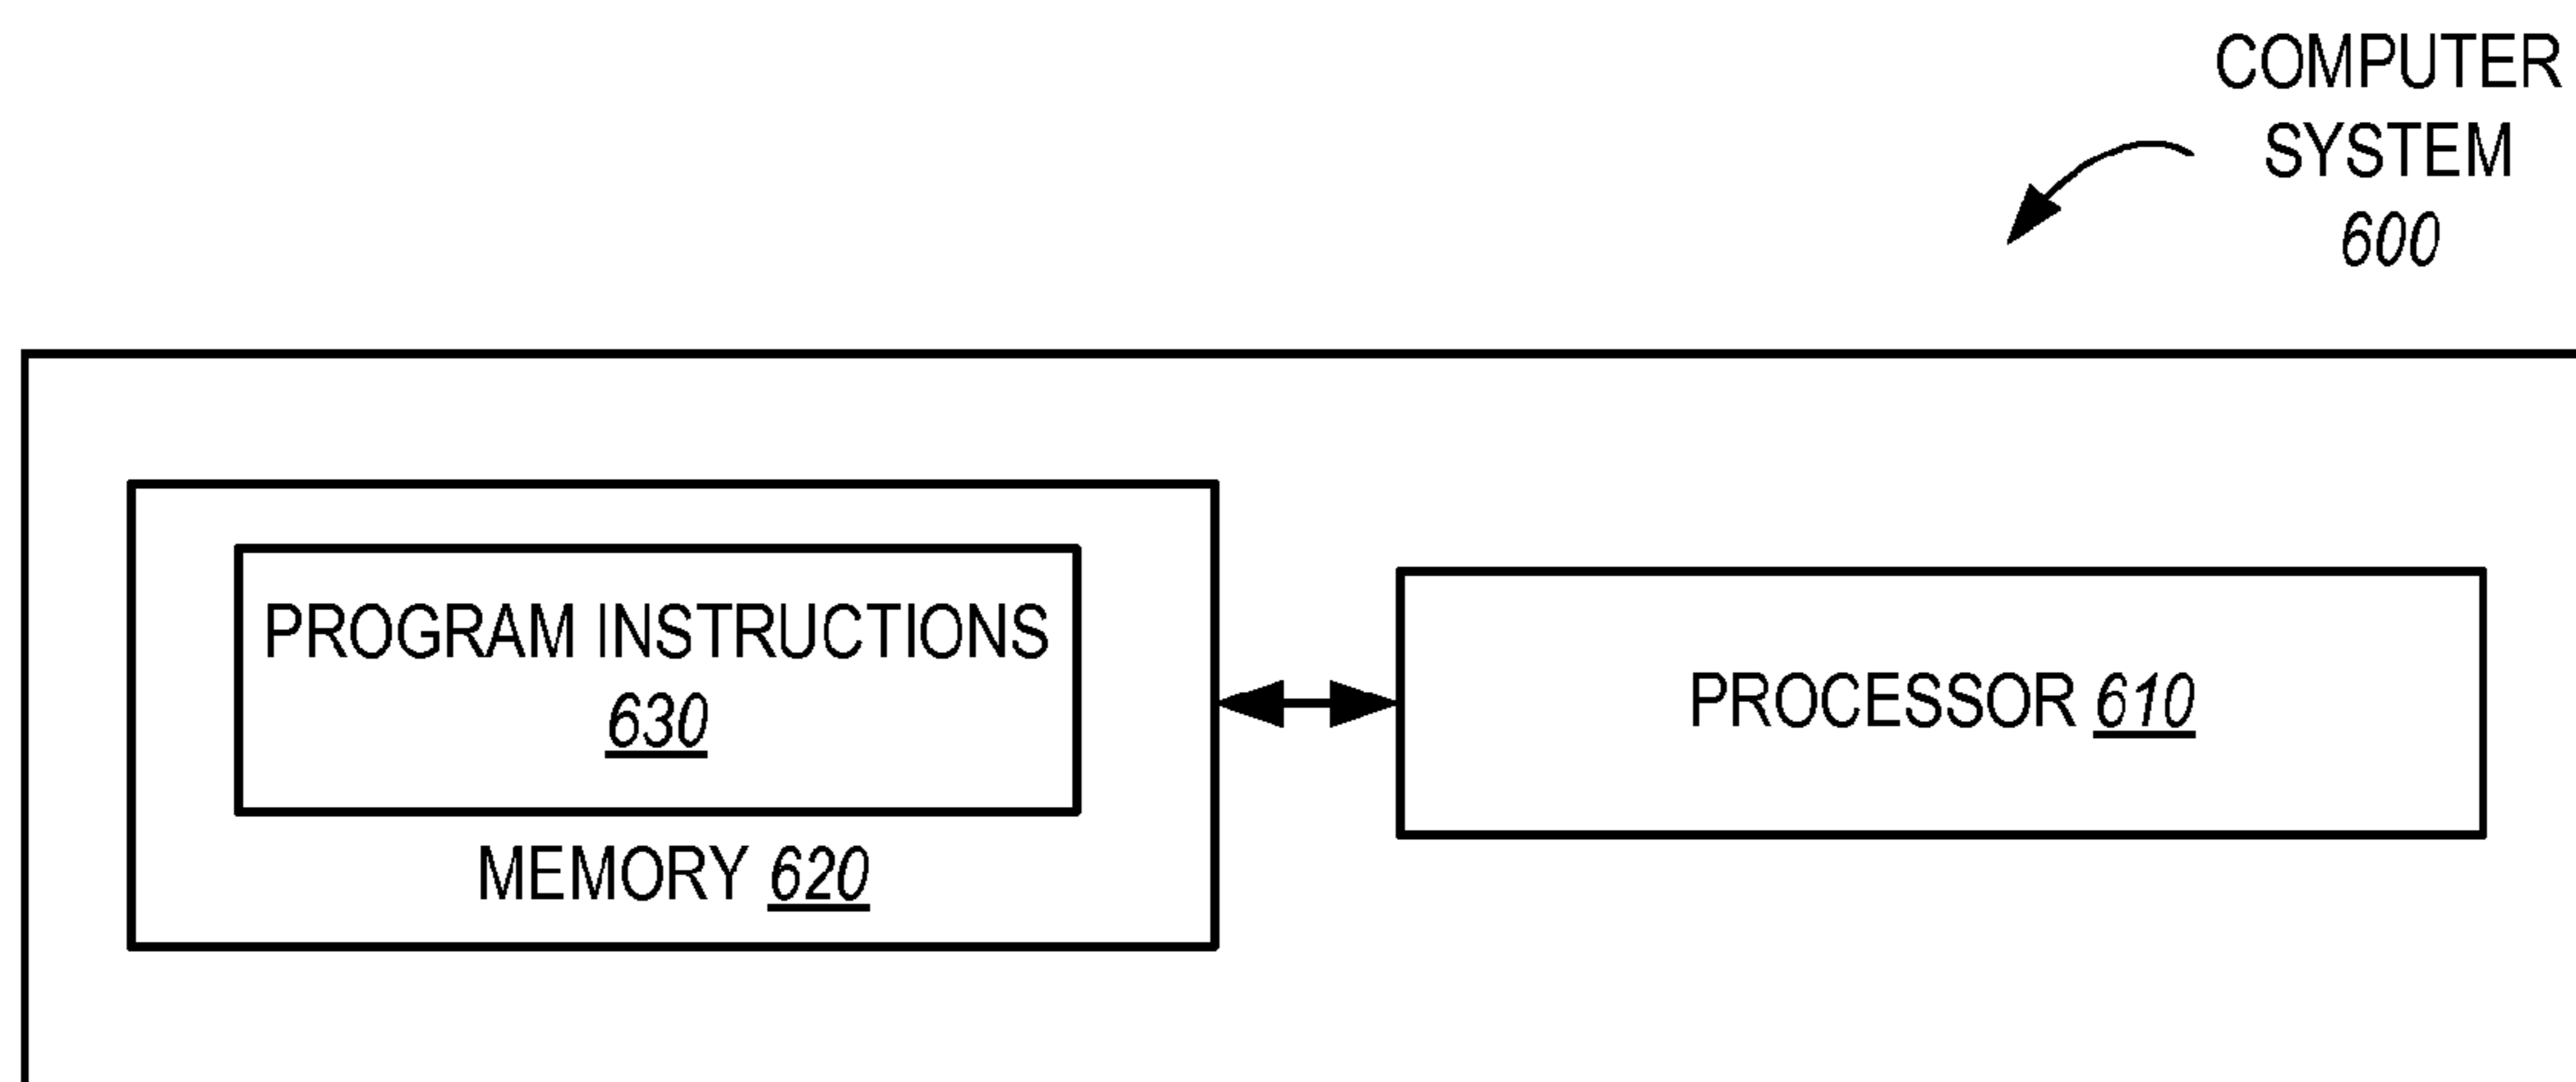 COMPUTER
SYSTEM
600
PROGRAM INSTRUCTIONS
630
MEMORY 620
PROCESSOR 610